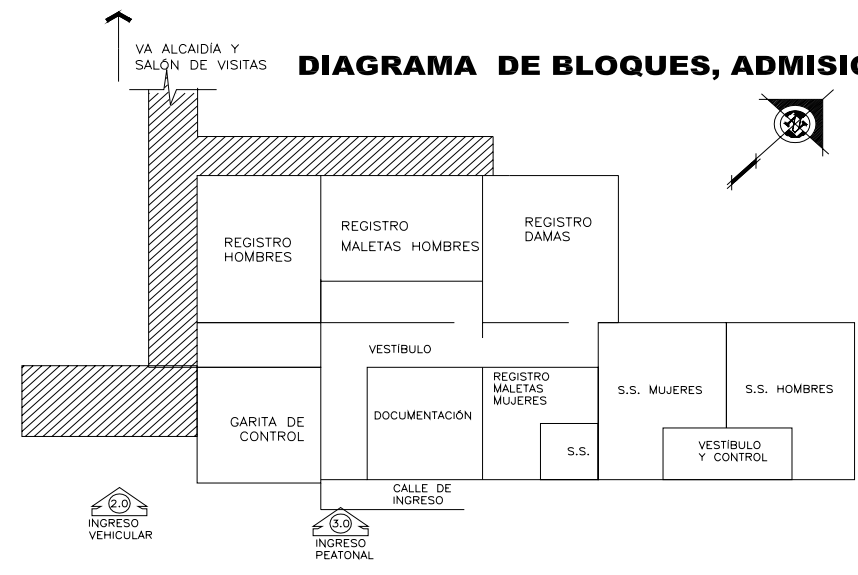 VA ALCAIDÍA Y
SALÓN DE VISITAS
DIAGRAMA DE BLOQUES, ADMISIO
REGISTRO
HOMBRES
REGISTRO
MALETAS HOMBRES
REGISTRO
DAMAS
VESTÍBULO
REGISTRO
MALETAS
MUJERES
S.S. MUJERES
S.S. HOMBRES
GARITA DE
CONTROL
DOCUMENTACIÓN
S.S.
VESTÍBULO
Y CONTROL
CALLE DE
INGRESO
2.0
INGRESO
VEHICULAR
3.0
INGRESO
PEATONAL